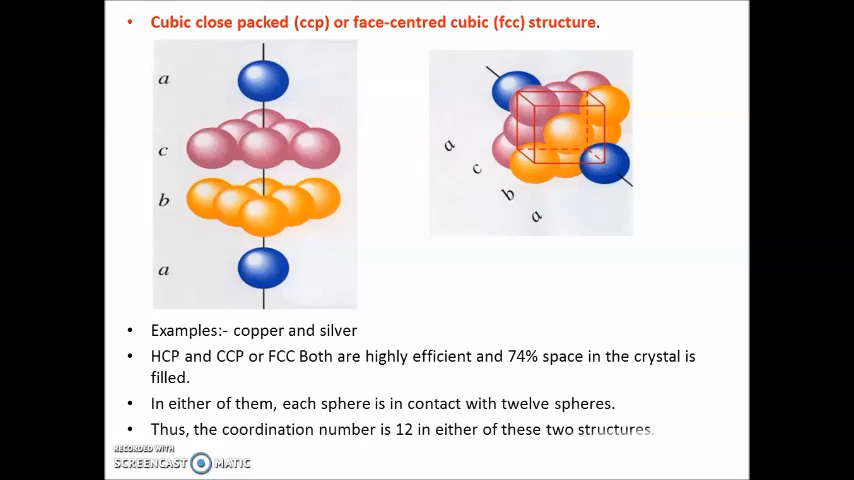 • Cubic close packed (ccp) or face-centred cubic (fcc) structure.
a
c
b
a
a
c
b
a
• Examples:- copper and silver
• HCP and CCP or FCC Both are highly efficient and 74% space in the crystal is
filled.
• In either of them, each sphere is in contact with twelve spheres.
• Thus, the coordination number is 12 in either of these two structures.
RECORDED WITH
SCREENCAST MATIC